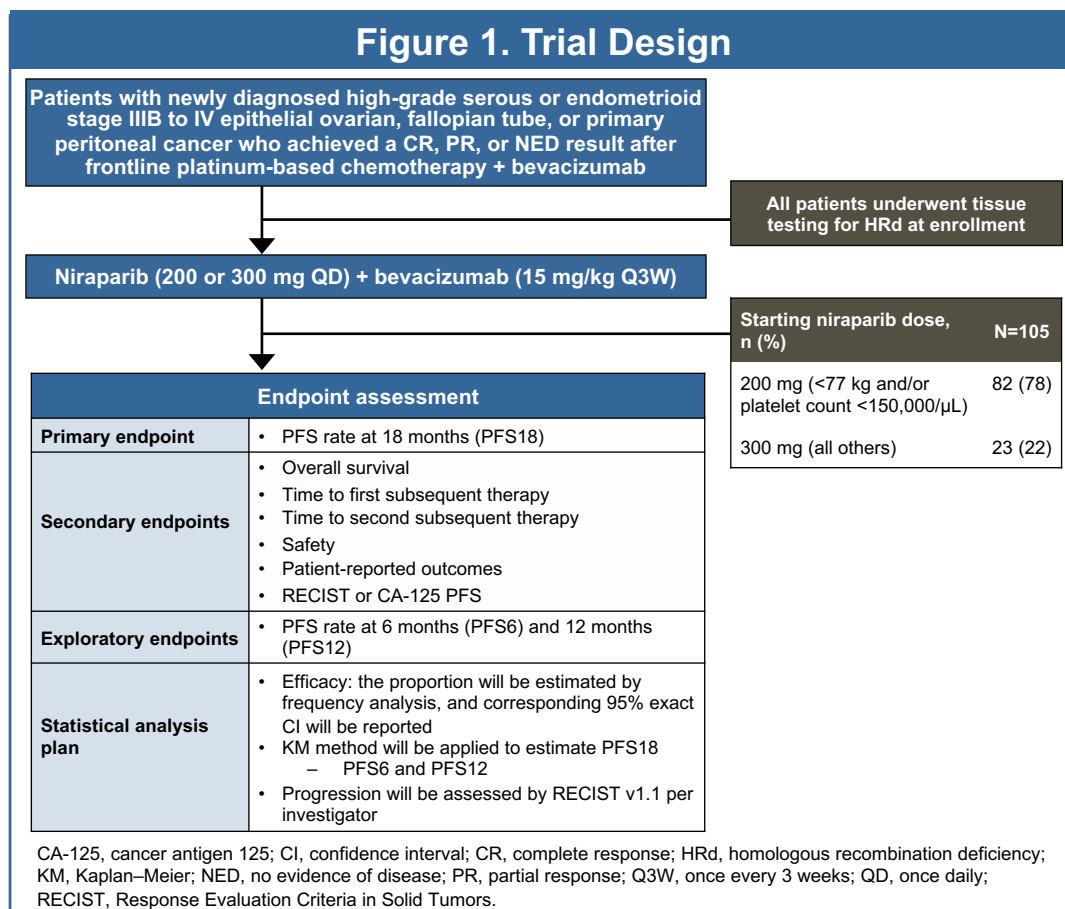 Figure 1. Trial Design
Patients with newly diagnosed high-grade serous or endometrioid
stage IIIB to IV epithelial ovarian, fallopian tube, or primary
peritoneal cancer who achieved a CR, PR, or NED result after
frontline platinum-based chemotherapy + bevacizumab
All patients underwent tissue
testing for HRd at enrollment
Niraparib (200 or 300 mg QD) + bevacizumab (15 mg/kg Q3W)
Starting niraparib dose,
n (%)
N=105
200 mg (<77 kg and/or
platelet count <150,000/μL)
82 (78)
300 mg (all others)
23 (22)
Endpoint assessment
Primary endpoint
• PFS rate at 18 months (PFS18)
Secondary endpoints
• Overall survival
• Time to first subsequent therapy
• Time to second subsequent therapy
• Safety
• Patient-reported outcomes
• RECIST or CA-125 PFS
Exploratory endpoints
• PFS rate at 6 months (PFS6) and 12 months
(PFS12)
Statistical analysis
plan
• Efficacy: the proportion will be estimated by
frequency analysis, and corresponding 95% exact
CI will be reported
• KM method will be applied to estimate PFS18
– PFS6 and PFS12
• Progression will be assessed by RECIST v1.1 per
investigator
CA-125, cancer antigen 125; CI, confidence interval; CR, complete response; HRd, homologous recombination deficiency;
KM, Kaplan–Meier; NED, no evidence of disease; PR, partial response; Q3W, once every 3 weeks; QD, once daily;
RECIST, Response Evaluation Criteria in Solid Tumors.